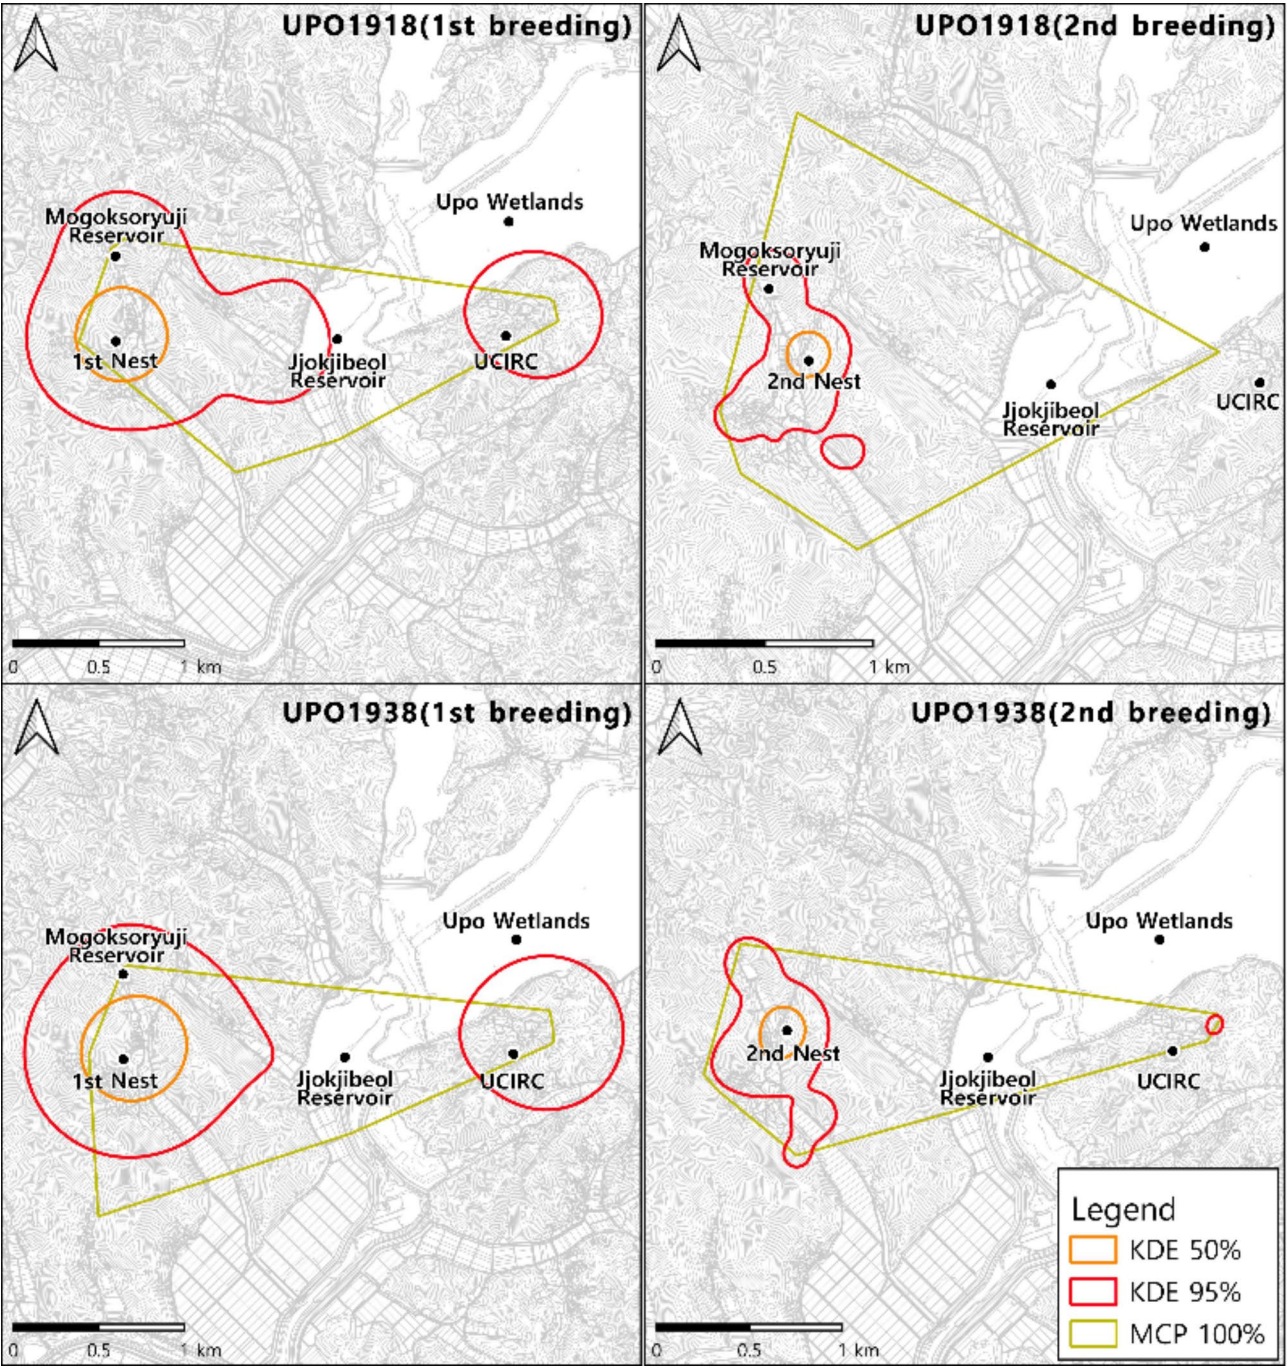 UPO1918(1st breeding)
Mogoksoryuji
Reservoir
Upo Wetlands
1st Nest
Jjokjibeol
Reservoir
UCIRC
0 0.5 1 km
UPO1918(2nd breeding)
Upo Wetlands
Mogoksoryuji
Reservoir
2nd Nest
Jjokjibeol
Reservoir
UCIRC
0 0.5 1 km
UPO1938(1st breeding)
Mogoksoryuji
Reservoir
Upo Wetlands
1st Nest
Jjokjibeol
Reservoir
UCIRC
0 0.5 1 km
UPO1938(2nd breeding)
Upo Wetlands
2nd Nest
Jjokjibeol
Reservoir
UCIRC
0 0.5 1 km
Legend
KDE 50%
KDE 95%
MCP 100%